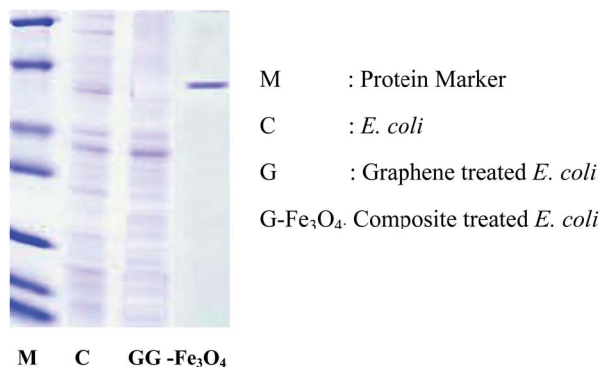 M : Protein Marker
C : E. coli
G : Graphene treated E. coli
G-Fe₃O₄. Composite treated E. coli
M C GG -Fe₃O₄